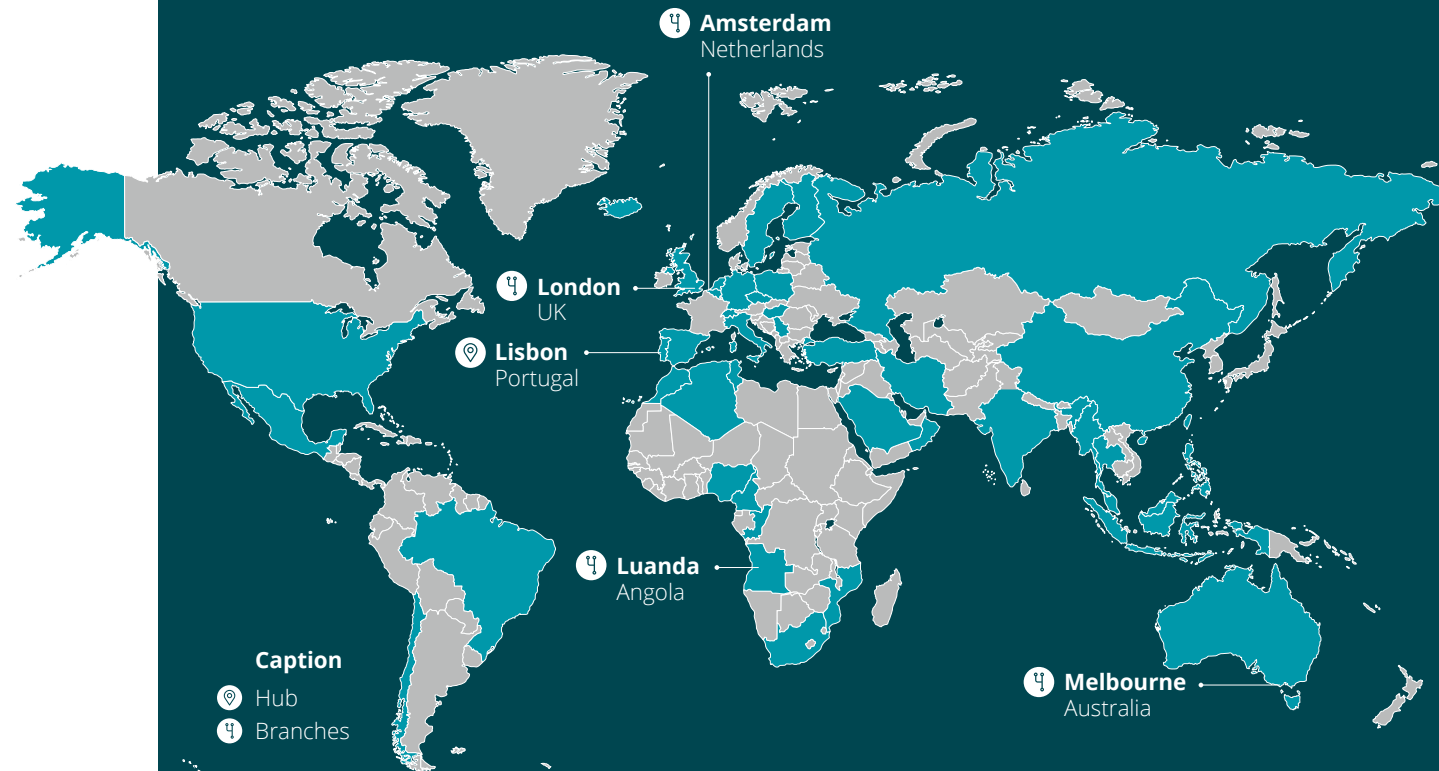 Amsterdam
Netherlands
London
UK
Lisbon
Portugal
Luanda
Angola
Caption
Hub
Branches
Melbourne
Australia